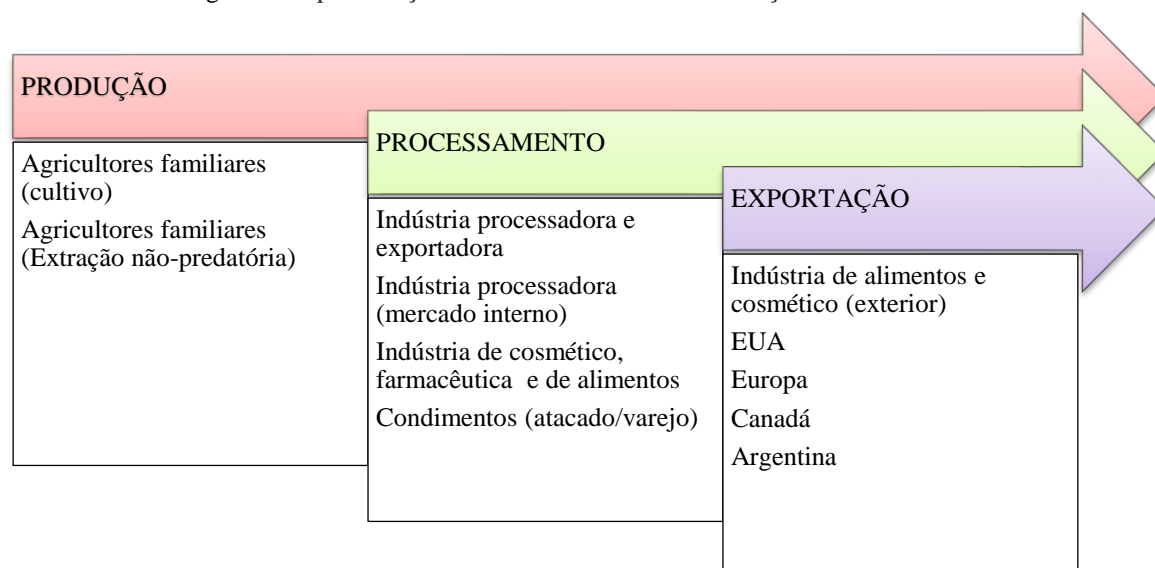 PRODUÇÃO
Agricultores familiares
(cultivo)
Agricultores familiares
(Extração não-predatória)
PROCESSAMENTO
Indústria processadora e
exportadora
Indústria processadora
(mercado interno)
Indústria de cosmético,
farmacêutica e de alimentos
Condimentos (atacado/varejo)
EXPORTAÇÃO
Indústria de alimentos e
cosmético (exterior)
EUA
Europa
Canadá
Argentina